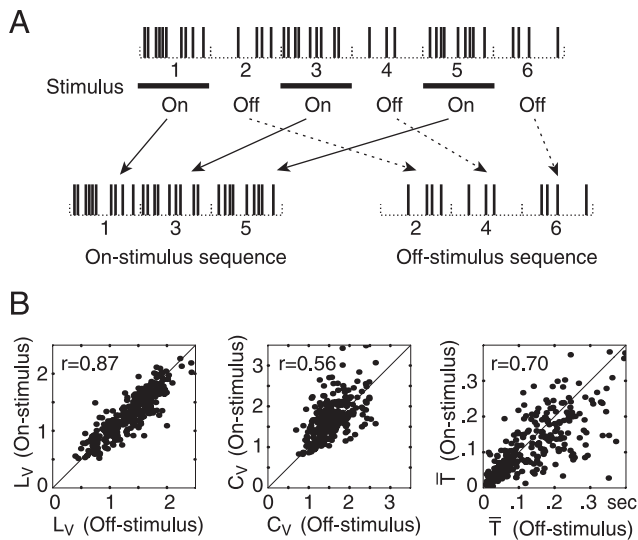 A
1 2 3 4 5 6
Stimulus
On Off On Off On Off
1 3 5 2 4 6
On-stimulus sequence Off-stimulus sequence
B
r=0.87
L_V (On-stimulus)
2
1
0
0 1 2
L_V (Off-stimulus)
r=0.56
C_V (On-stimulus)
3
2
1
0
0 1 2 3
C_V (Off-stimulus)
r=0.70
T̅ (On-stimulus)
.3
.2
.1
0
0 .1 .2 .3 sec
T̅ (Off-stimulus)